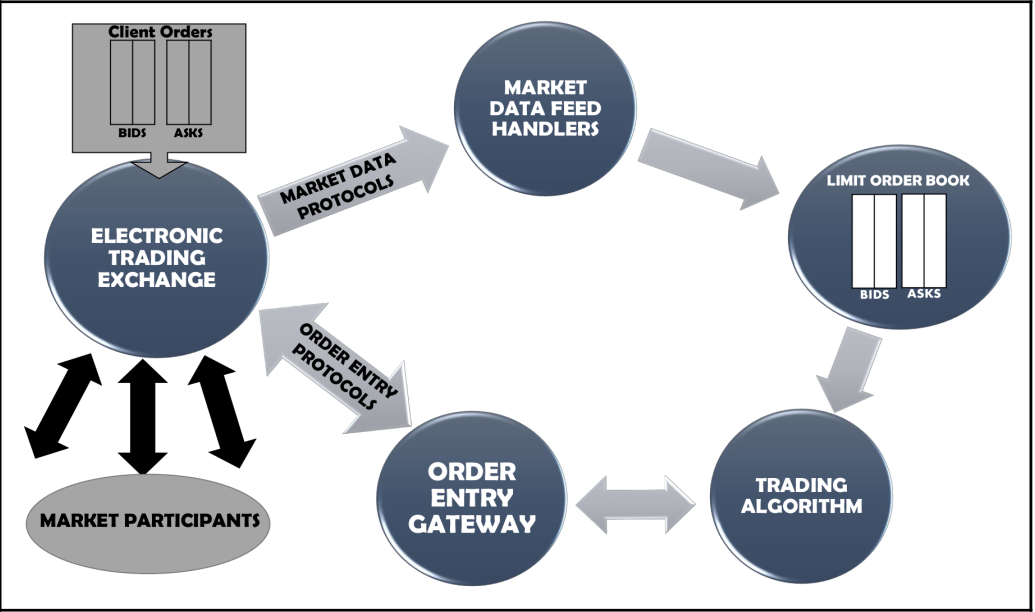 Client Orders
BIDS ASKS
ELECTRONIC
TRADING
EXCHANGE
MARKET DATA
PROTOCOLS
MARKET
DATA FEED
HANDLERS
LIMIT ORDER BOOK
BIDS ASKS
ORDER ENTRY
PROTOCOLS
ORDER
ENTRY
GATEWAY
TRADING
ALGORITHM
MARKET PARTICIPANTS